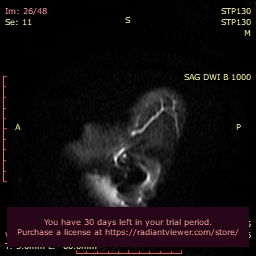 Im: 26/48
Se: 11
S
STP130
STP130
M
SAG DWI B 1000
A
P
You have 30 days left in your trial period.
Purchase a license at https://radiantviewer.com/store/